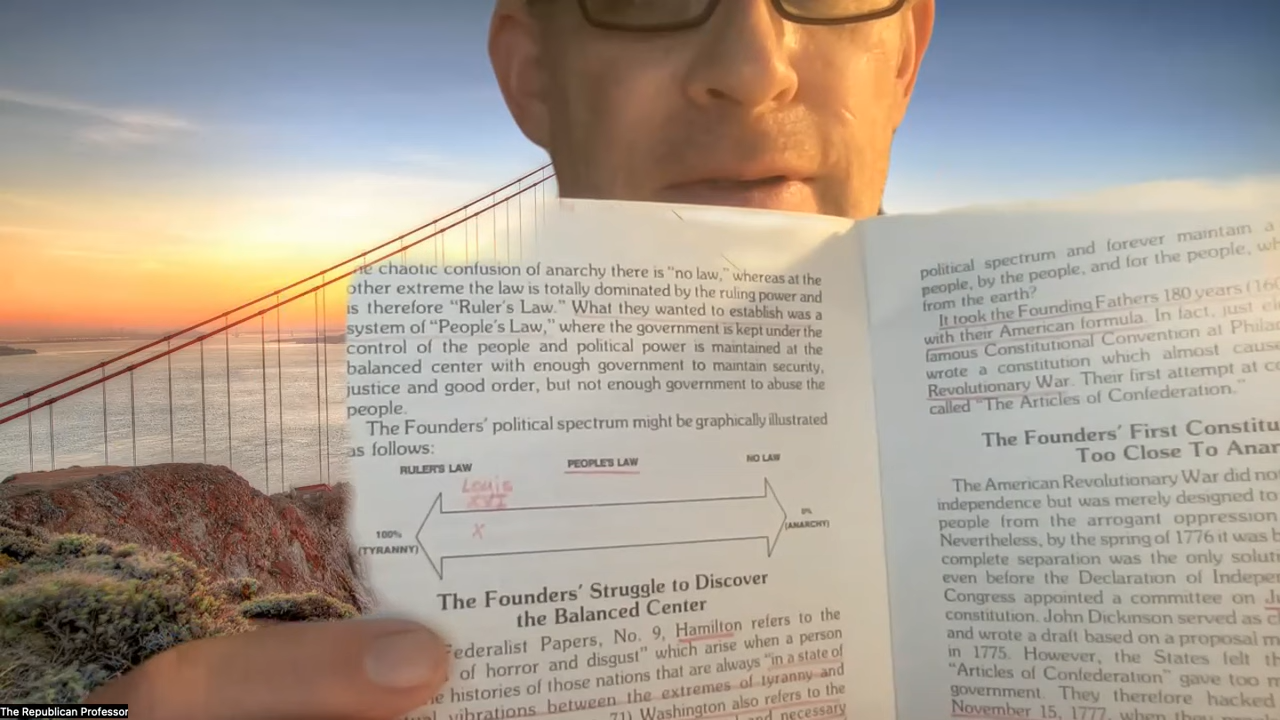 he chaotic confusion of anarchy there is "no law," whereas at the
other extreme the law is totally dominated by the ruling power and
is therefore "Ruler's Law." What they wanted to establish was a
system of "People's Law," where the government is kept under the
control of the people and political power is maintained at the
balanced center with enough government to maintain security,
justice and good order, but not enough government to abuse the
people.
The Founders' political spectrum might be graphically illustrated
as follows:
RULER'S LAW PEOPLE'S LAW NO LAW
Louis
XVI
X
100%
(TYRANNY)
0%
(ANARCHY)
The Founders' Struggle to Discover
the Balanced Center
Federalist Papers, No. 9, Hamilton refers to the
of horror and disgust" which arise when a person
histories of those nations that are always "in a state of
vibrations between the extremes of tyranny and
71) Washington also refers to the
and necessary
political spectrum and forever maintain a
people, by the people, and for the people,
from the earth?
It took the Founding Fathers 180 years
with their American formula. In fact, just
famous Constitutional Convention at
wrote a constitution which almost
Revolutionary War. Their first attempt at
called "The Articles of Confederation."
The Founders' First
Too Close To
The American Revolutionary War did
independence but was merely designed to
people from the arrogant oppression
Nevertheless, by the spring of 1776 it was
complete separation was the only
even before the Declaration of
Congress appointed a committee on
constitution. John Dickinson served as
and wrote a draft based on a proposal
in 1775. However, the States felt
"Articles of Confederation" gave too
government. They therefore hacked
November 15, 1777, when
The Republican Professor